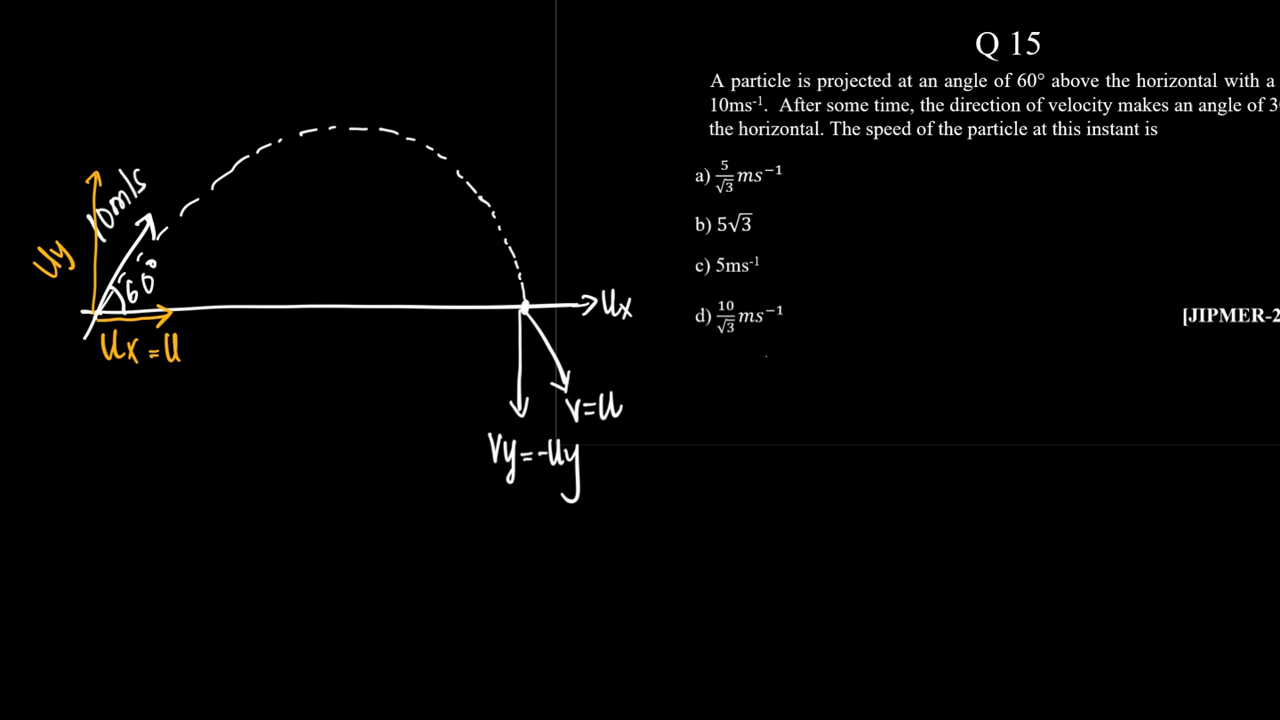 Q 15
A particle is projected at an angle of 60° above the horizontal with a
10ms⁻¹. After some time, the direction of velocity makes an angle of 3
the horizontal. The speed of the particle at this instant is
a) 5/√3 ms⁻¹
b) 5√3
c) 5ms⁻¹
d) 10/√3 ms⁻¹
[JIPMER-2
10m/s
Uy
60°
Ux
Ux = U
V=U
Vy=-Uy